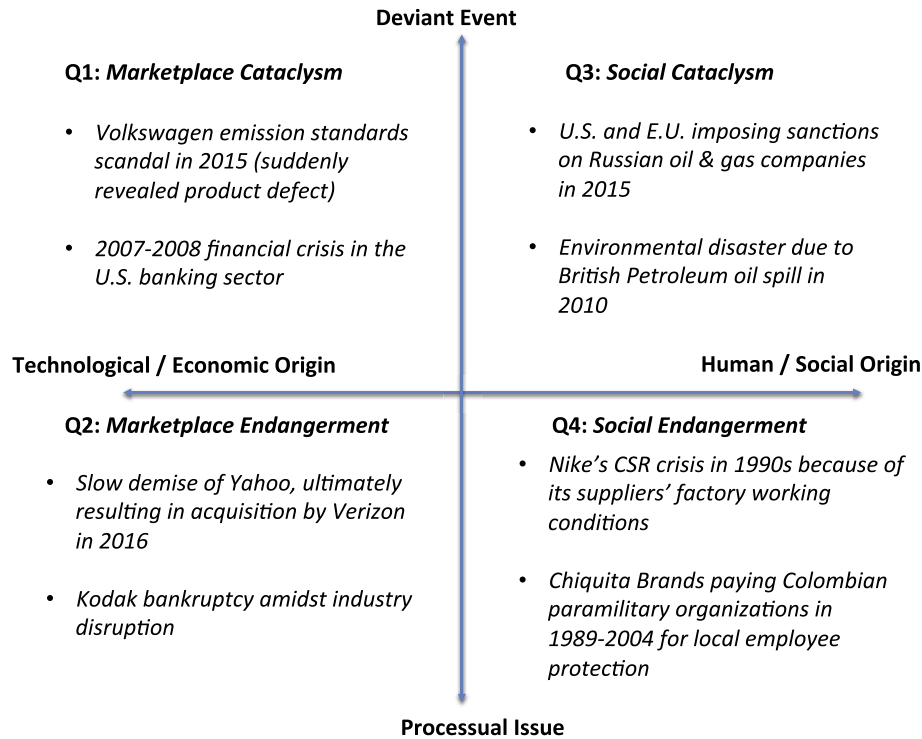 Deviant Event
Q1: Marketplace Cataclysm
• Volkswagen emission standards
scandal in 2015 (suddenly
revealed product defect)
• 2007-2008 financial crisis in the
U.S. banking sector
Q3: Social Cataclysm
• U.S. and E.U. imposing sanctions
on Russian oil & gas companies
in 2015
• Environmental disaster due to
British Petroleum oil spill in
2010
Technological / Economic Origin
Human / Social Origin
Q2: Marketplace Endangerment
• Slow demise of Yahoo, ultimately
resulting in acquisition by Verizon
in 2016
• Kodak bankruptcy amidst industry
disruption
Q4: Social Endangerment
• Nike’s CSR crisis in 1990s because of
its suppliers’ factory working
conditions
• Chiquita Brands paying Colombian
paramilitary organizations in
1989-2004 for local employee
protection
Processual Issue